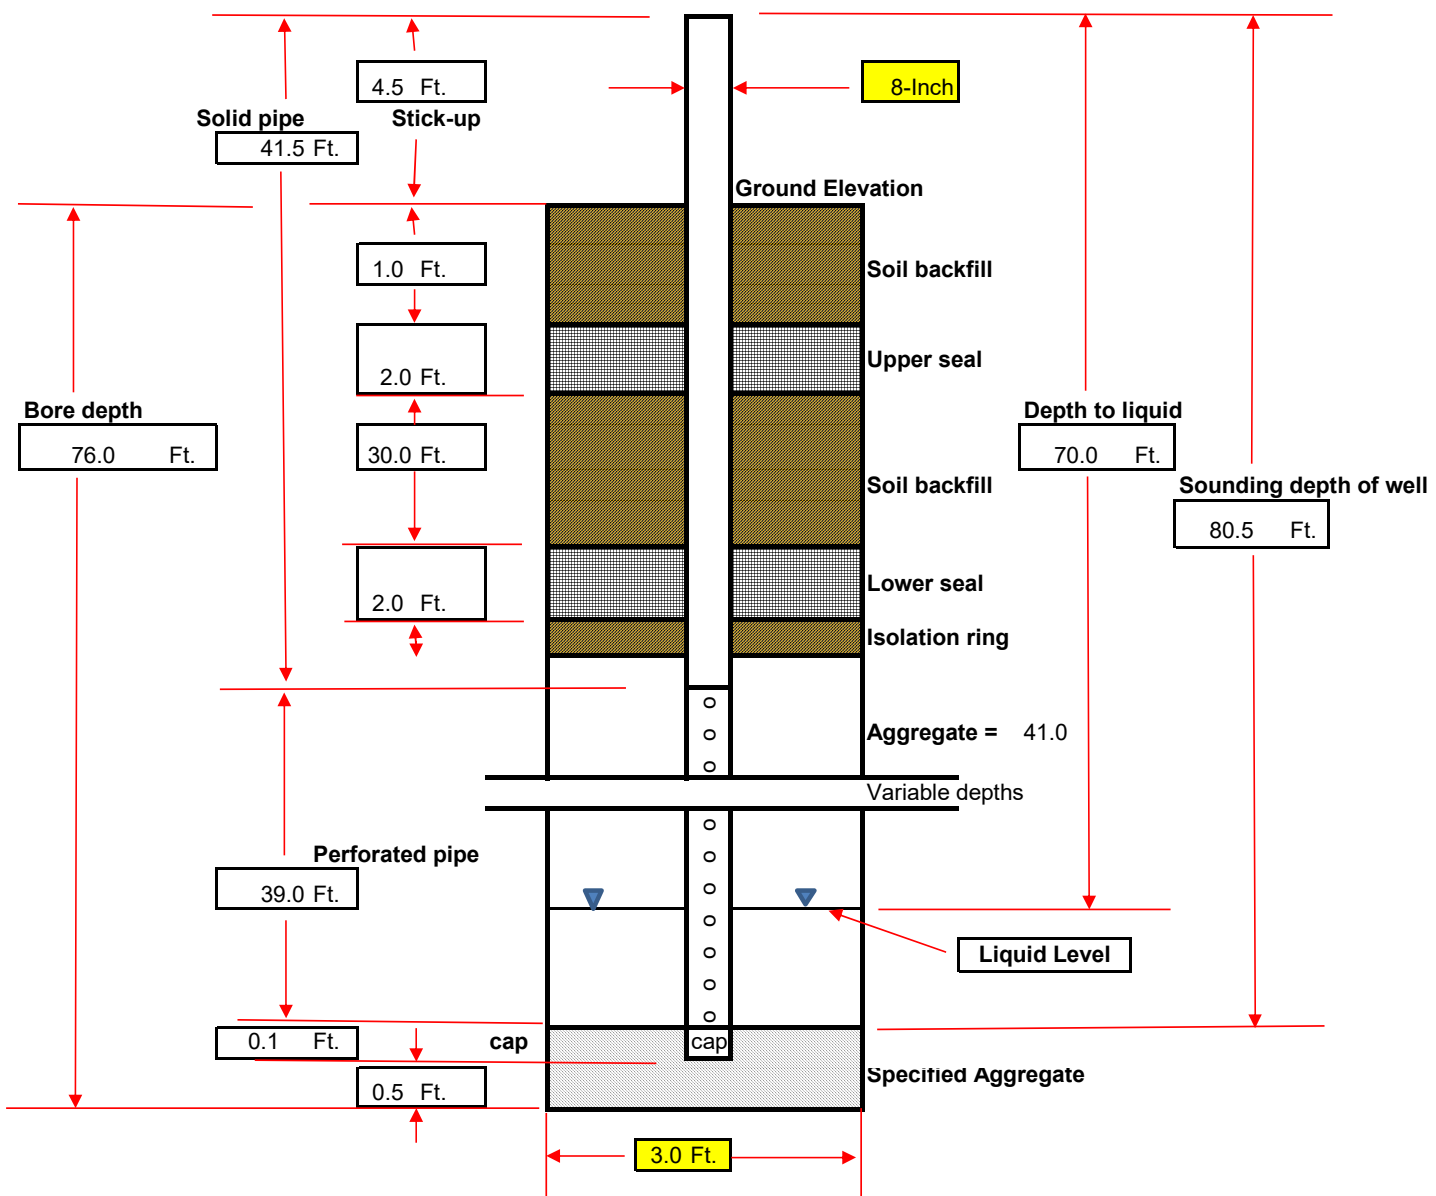 4.5 Ft.
8-Inch
Solid pipe
Stick-up
41.5 Ft.
Ground Elevation
1.0 Ft.
Soil backfill
2.0 Ft.
Upper seal
Bore depth
Depth to liquid
76.0 Ft.
30.0 Ft.
70.0 Ft.
Soil backfill
Sounding depth of well
80.5 Ft.
2.0 Ft.
Lower seal
Isolation ring
Aggregate = 41.0
Variable depths
Perforated pipe
39.0 Ft.
Liquid Level
0.1 Ft.
cap
cap
Specified Aggregate
0.5 Ft.
3.0 Ft.